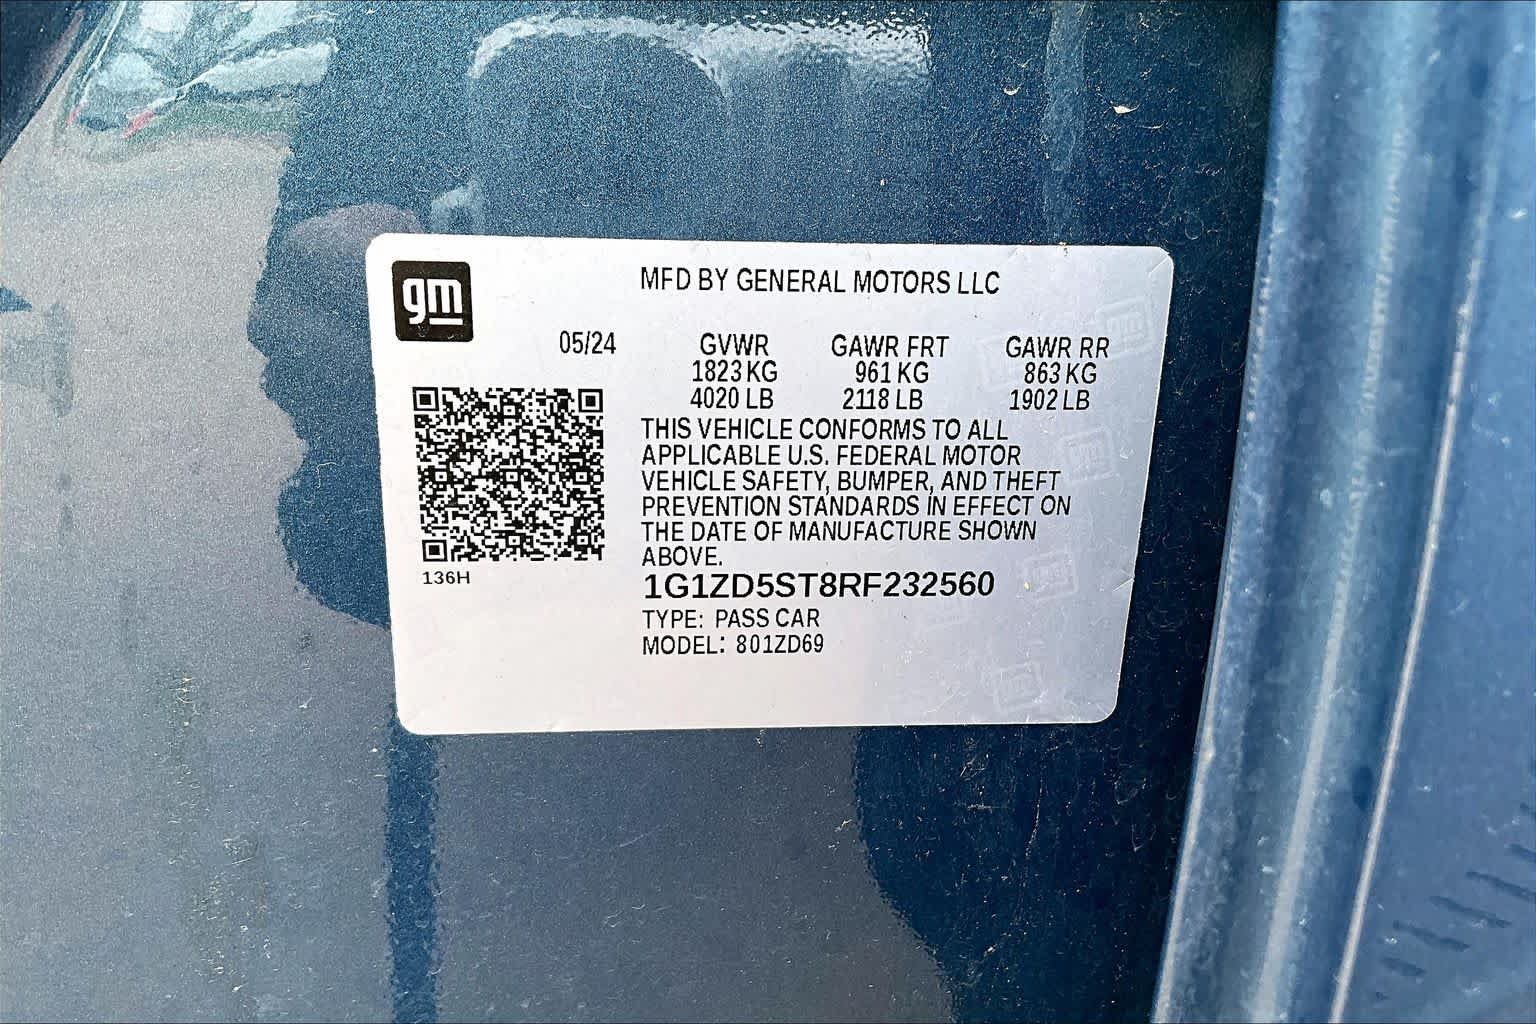 gm
MFD BY GENERAL MOTORS LLC
05/24 GVWR GAWR FRT GAWR RR
1823 KG 961 KG 863 KG
4020 LB 2118 LB 1902 LB
THIS VEHICLE CONFORMS TO ALL
APPLICABLE U.S. FEDERAL MOTOR
VEHICLE SAFETY, BUMPER, AND THEFT
PREVENTION STANDARDS IN EFFECT ON
THE DATE OF MANUFACTURE SHOWN
ABOVE.
136H
1G1ZD5ST8RF232560
TYPE: PASS CAR
MODEL: 801ZD69